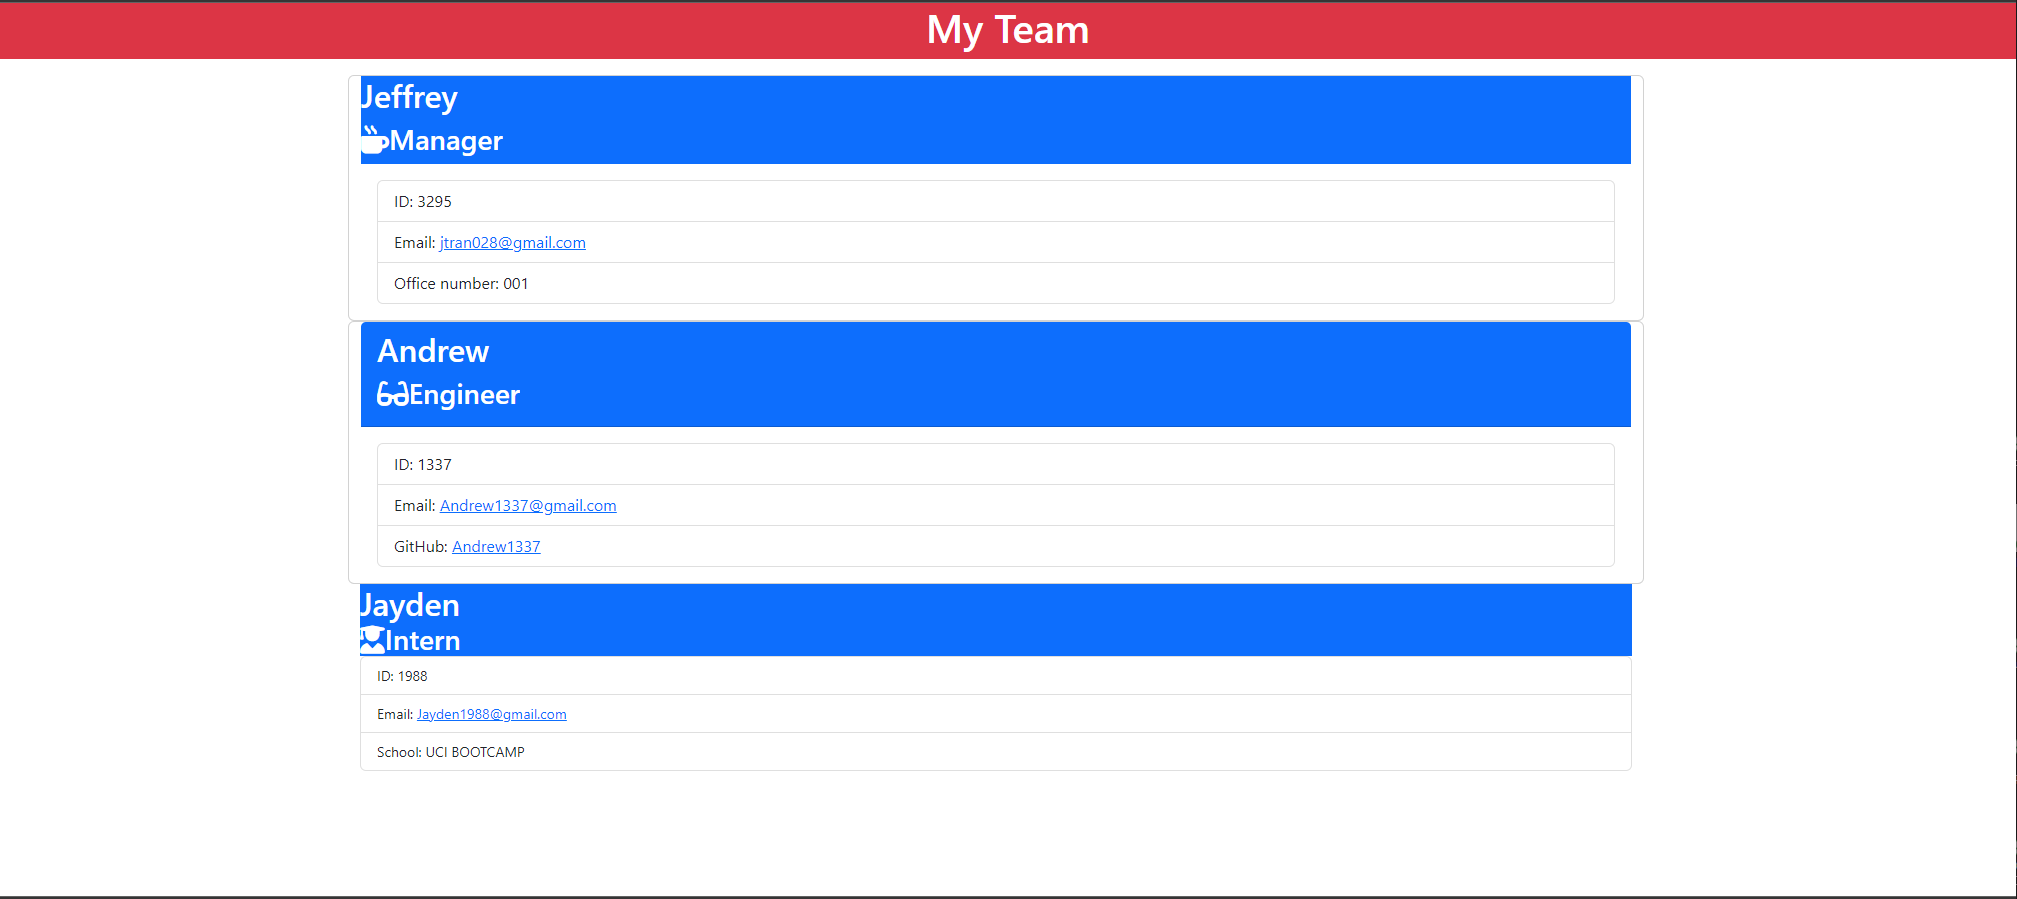 My Team
Jeffrey
Manager
ID: 3295
Email: jtran028@gmail.com
Office number: 001
Andrew
Engineer
ID: 1337
Email: Andrew1337@gmail.com
GitHub: Andrew1337
Jayden
Intern
ID: 1988
Email: Jayden1988@gmail.com
School: UCI BOOTCAMP